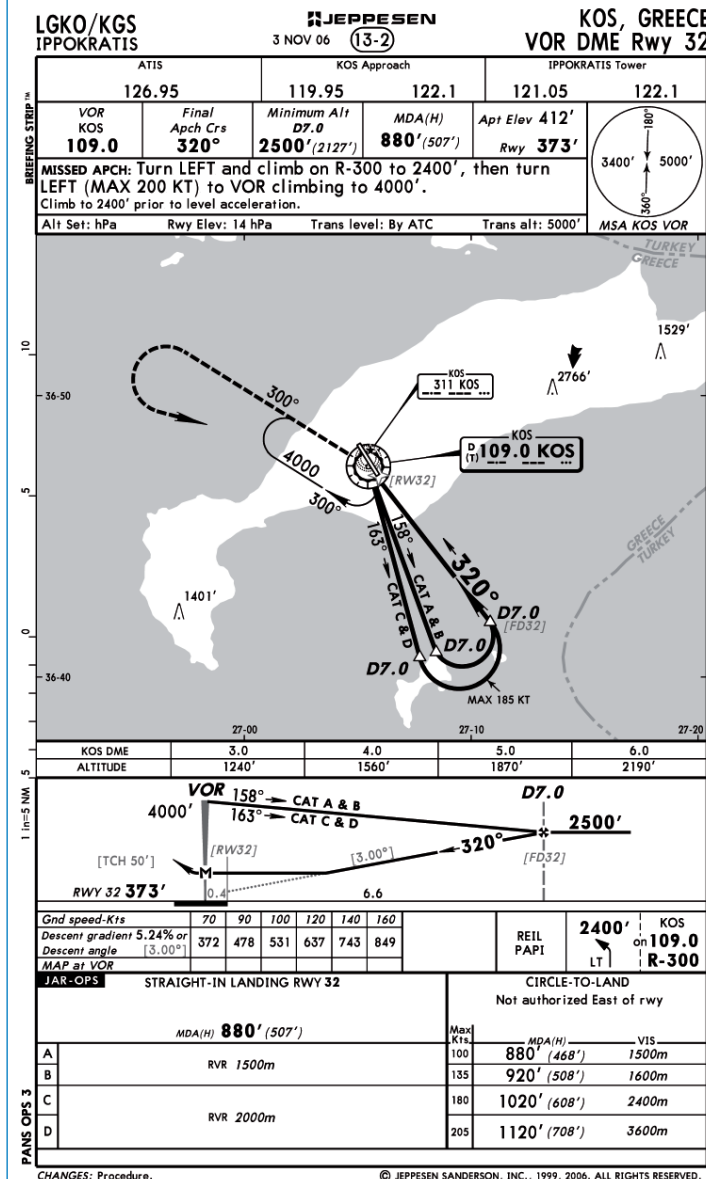 LGKO/KGS
IPPOKRATIS
JEPPESEN
3 NOV 06 13-2
KOS, GREECE
VOR DME Rwy 32
BRIEFING STRIP™
ATIS
126.95
KOS Approach
119.95 122.1
IPPOKRATIS Tower
121.05 122.1
VOR
KOS
109.0
Final
Apch Crs
320°
Minimum Alt
D7.0
2500' (2127')
MDA(H)
880' (507')
Apt Elev 412'
Rwy 373'
MISSED APCH: Turn LEFT and climb on R-300 to 2400', then turn
LEFT (MAX 200 KT) to VOR climbing to 4000'.
Climb to 2400' prior to level acceleration.
Alt Set: hPa Rwy Elev: 14 hPa Trans level: By ATC Trans alt: 5000'
180°
3400' 5000'
360°
MSA KOS VOR
TURKEY
GREECE
1529'
2766'
10
36-50
300°
KOS
311 KOS
4000
300°
KOS
D
(T) 109.0 KOS
[RW32]
5
163° CAT C & D
158° CAT A & B
320°
GREECE
TURKEY
1401'
0
D7.0
[FD32]
D7.0
D7.0
36-40
MAX 185 KT
27-00 27-10 27-20
5
1 in=5 NM
KOS DME 3.0 4.0 5.0 6.0
ALTITUDE 1240' 1560' 1870' 2190'
VOR
4000'
158° CAT A & B
163° CAT C & D
D7.0
2500'
320°
[RW32]
[3.00°]
[FD32]
[TCH 50']
M
RWY 32 373'
0.4 6.6
Gnd speed-Kts 70 90 100 120 140 160
Descent gradient 5.24% or
Descent angle [3.00°] 372 478 531 637 743 849
MAP at VOR
REIL
PAPI
2400'
LT
on
KOS
109.0
R-300
JAR-OPS
STRAIGHT-IN LANDING RWY 32
MDA(H) 880' (507')
A
B
RVR 1500m
C
D
RVR 2000m
CIRCLE-TO-LAND
Not authorized East of rwy
Max
Kts MDA(H) VIS
100 880' (468') 1500m
135 920' (508') 1600m
180 1020' (608') 2400m
205 1120' (708') 3600m
PANS OPS 3
CHANGES: Procedure.
© JEPPESEN SANDERSON, INC., 1999, 2006. ALL RIGHTS RESERVED.